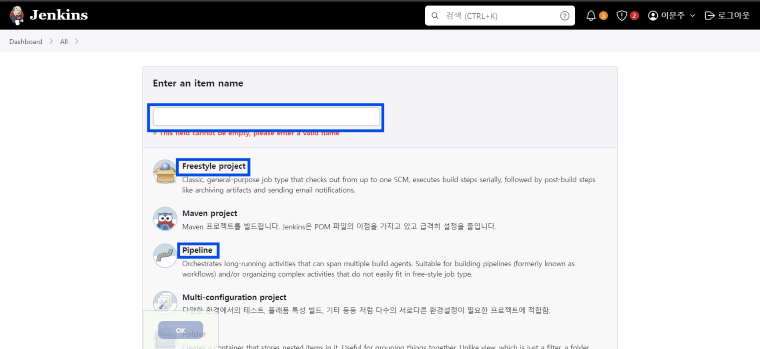 Jenkins
검색 (CTRL+K)
1
2
이문주
로그아웃
Dashboard
All
Enter an item name
» This field cannot be empty, please enter a valid name
Freestyle project
Classic, general-purpose job type that checks out from up to one SCM, executes build steps serially, followed by post-build steps
like archiving artifacts and sending email notifications.
Maven project
Maven 프로젝트를 빌드합니다. Jenkins은 POM 파일의 이점을 가지고 있고 급격히 설정을 줄입니다.
Pipeline
Orchestrates long-running activities that can span multiple build agents. Suitable for building pipelines (formerly known as
workflows) and/or organizing complex activities that do not easily fit in free-style job type.
Multi-configuration project
다양한 환경에서의 테스트, 플래폼 특성 빌드, 기타 등등 처럼 다수의 서로다른 환경설정이 필요한 프로젝트에 적합함.
OK
Folder
Creates a container that stores nested items in it. Useful for grouping things together. Unlike view, which is just a filter, a folder